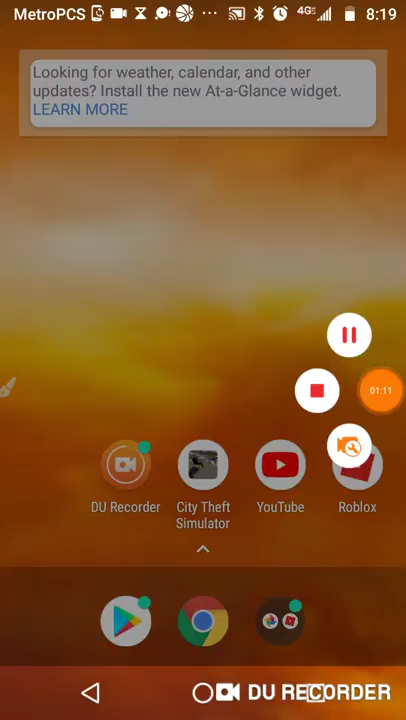 MetroPCS ... 4G 8:19
Looking for weather, calendar, and other
updates? Install the new At-a-Glance widget.
LEARN MORE
01:11
DU Recorder
City Theft
Simulator
YouTube
Roblox
DU RECORDER